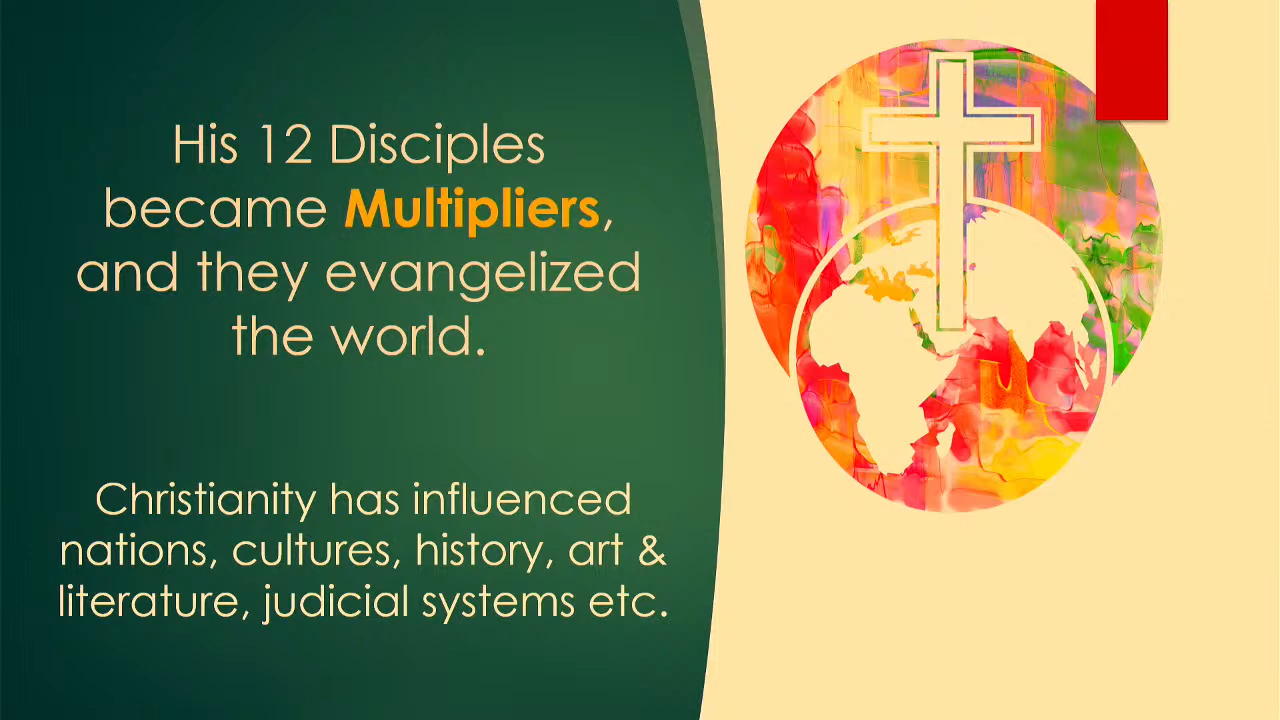 His 12 Disciples
became Multipliers,
and they evangelized
the world.
Christianity has influenced
nations, cultures, history, art &
literature, judicial systems etc.